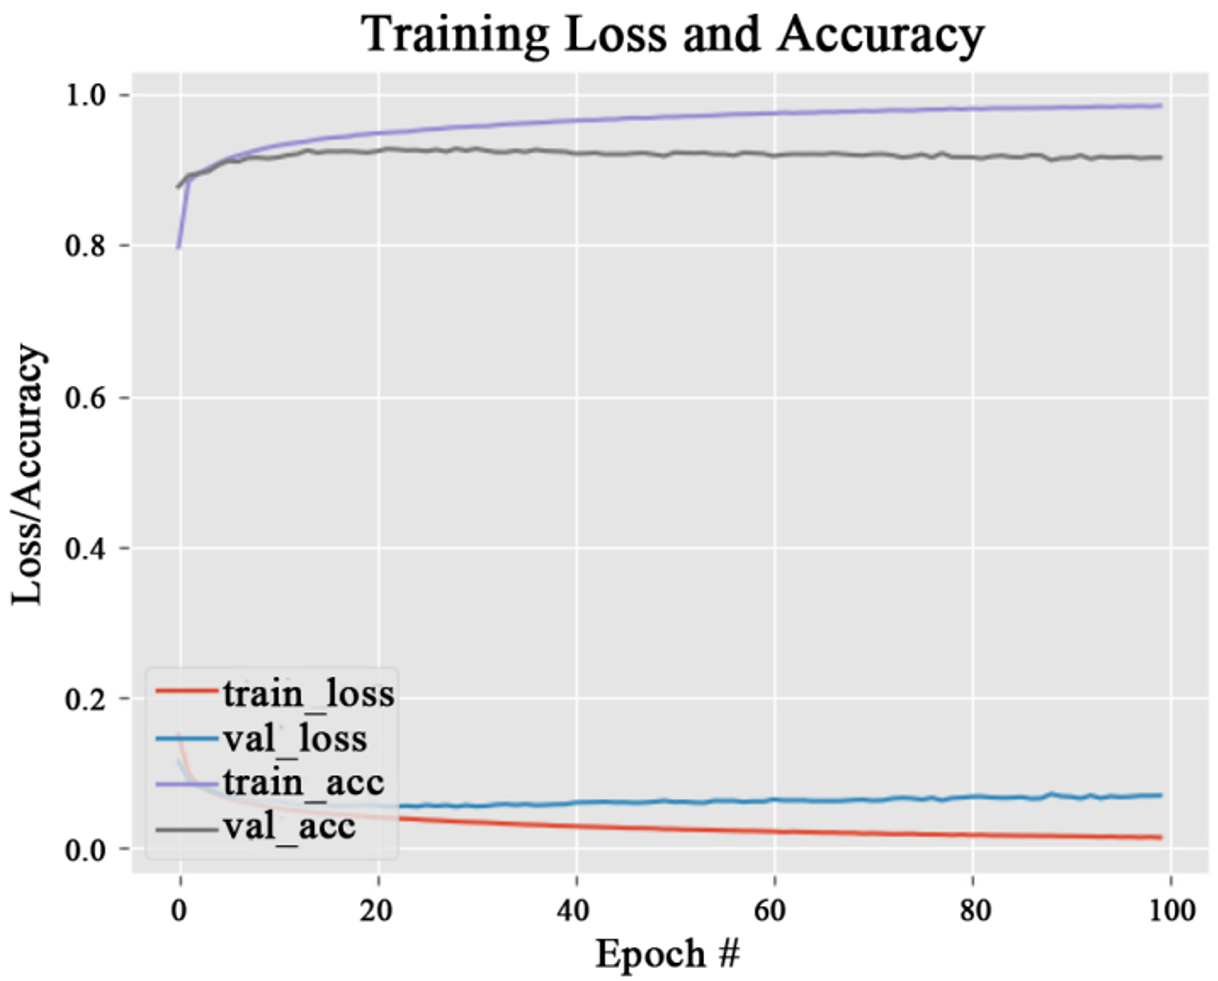 Training Loss and Accuracy
1.0
0.8
0.6
0.4
0.2
0.0
Loss/Accuracy
train_loss
val_loss
train_acc
val_acc
0 20 40 60 80 100
Epoch #